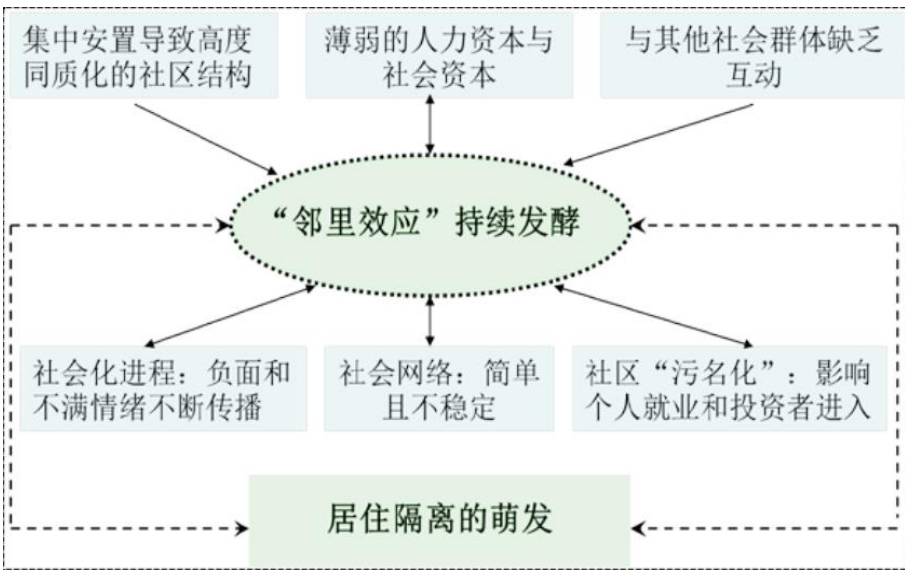 集中安置导致高度
同质化的社区结构
薄弱的人力资本与
社会资本
与其他社会群体缺乏
互动
“邻里效应”持续发酵
社会化进程：负面和
不满情绪不断传播
社会网络：简单
且不稳定
社区“污名化”：影响
个人就业和投资者进入
居住隔离的萌发